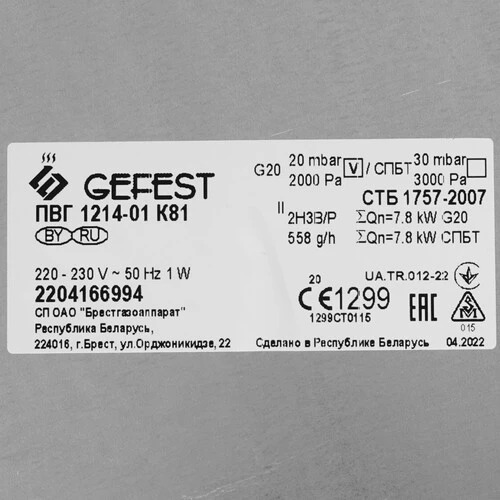 GEFEST
ПВГ 1214-01 К81
BY RU
G20 20 mbar 2000 Pa V / СПБТ 30 mbar 3000 Pa
СТБ 1757-2007
II 2H3B/P ΣQn=7.8 kW G20
558 g/h ΣQn=7.8 kW СПБТ
220 - 230 V ~ 50 Hz 1 W
2204166994
СП ОАО "Брестгазоаппарат"
Республика Беларусь,
224016, г.Брест, ул.Орджоникидзе, 22
20 UA.TR.012-22
CE1299 EAC
1299CT0115 015
Сделано в Республике Беларусь 04.2022